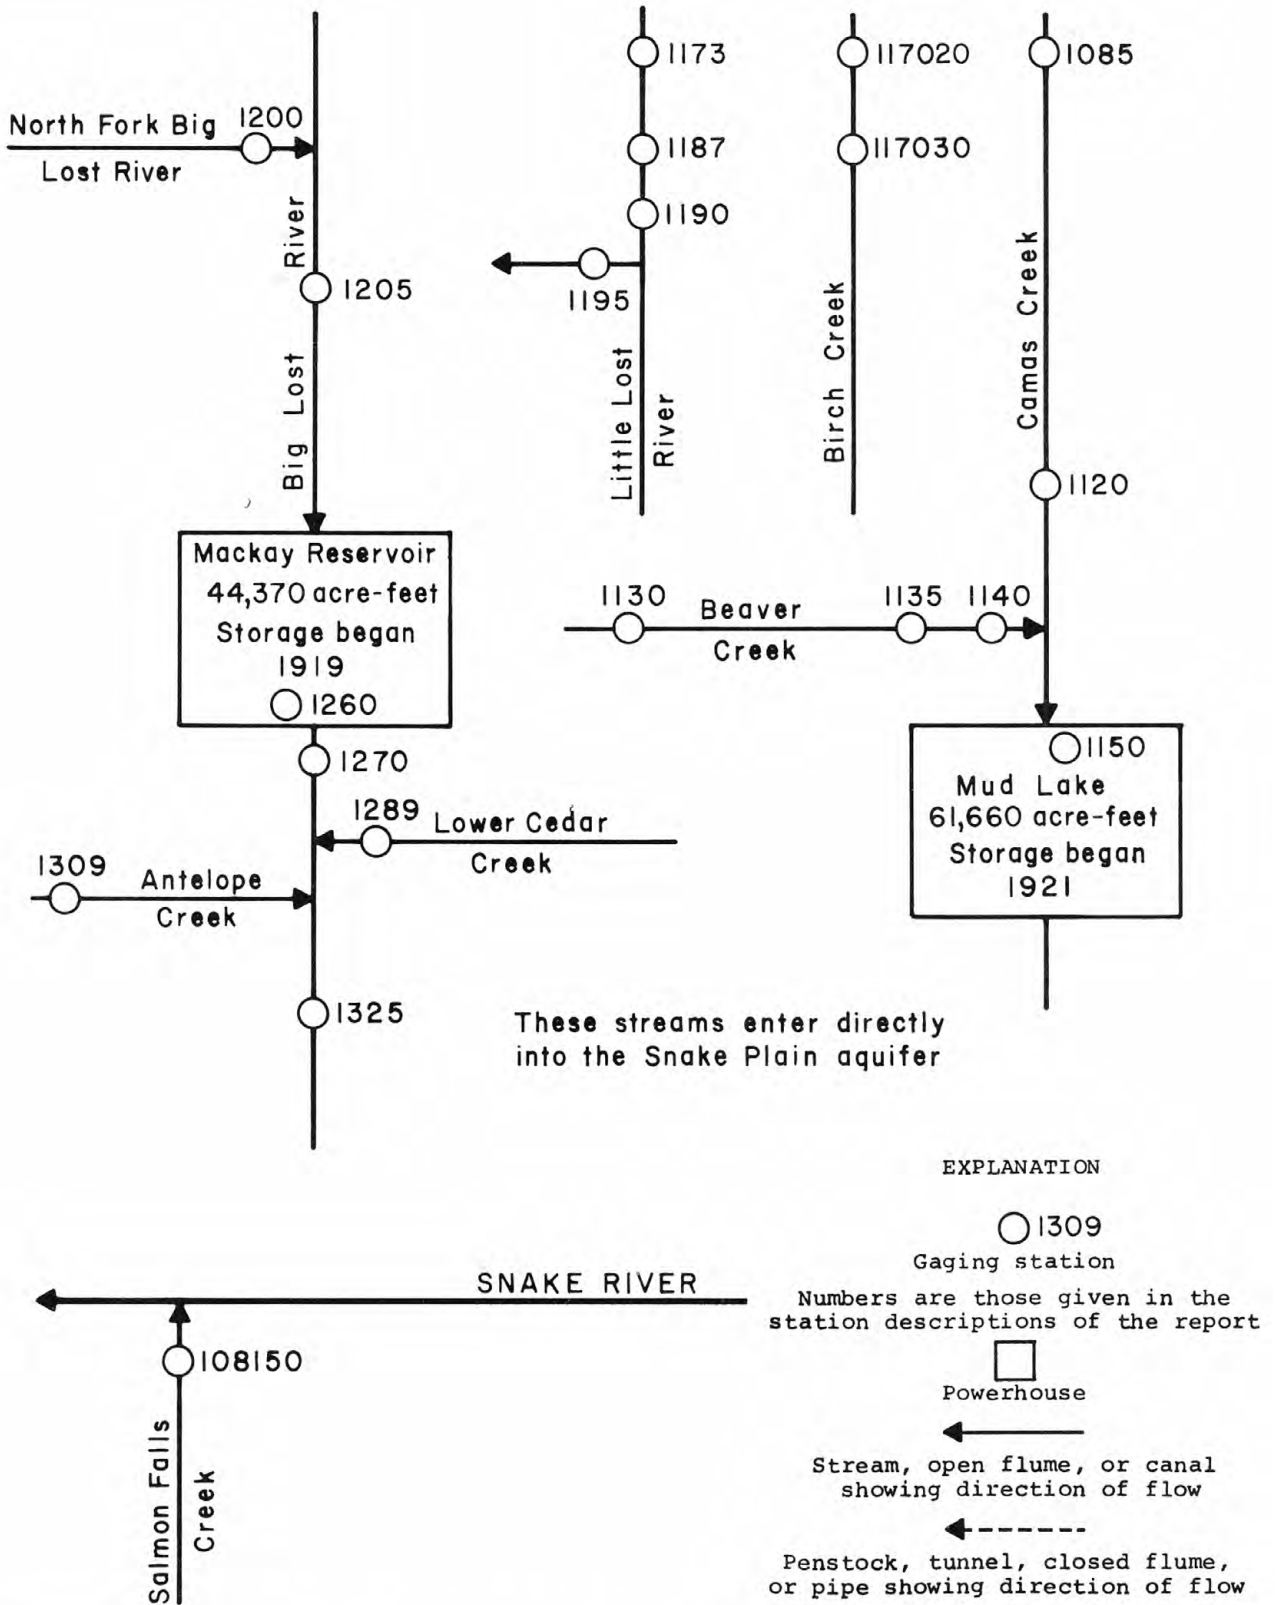 1173
117020
1085
North Fork Big
Lost River
1200
1187
117030
1190
Big Lost River
1205
1195
Little Lost
River
Birch Creek
Camas Creek
1120
Mackay Reservoir
44,370 acre-feet
Storage began
1919
1260
1130
Beaver
Creek
1135
1140
1270
1150
Mud Lake
61,660 acre-feet
Storage began
1921
1289
Lower Cedar
Creek
1309
Antelope
Creek
1325
These streams enter directly
into the Snake Plain aquifer
SNAKE RIVER
108150
Salmon Falls
Creek
EXPLANATION
1309
Gaging station
Numbers are those given in the
station descriptions of the report
Powerhouse
Stream, open flume, or canal
showing direction of flow
Penstock, tunnel, closed flume,
or pipe showing direction of flow